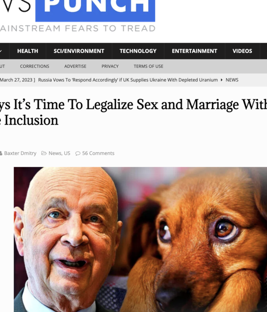 VS PUNCH
AINSTREAM FEARS TO TREAD
HEALTH SCI/ENVIRONMENT TECHNOLOGY ENTERTAINMENT VIDEOS
UT CORRECTIONS ADVERTISE PRIVACY TERMS OF USE
March 27, 2023 | Russia Vows To 'Respond Accordingly' if UK Supplies Ukraine With Depleted Uranium NEWS
ys It's Time To Legalize Sex and Marriage Wit
e Inclusion
Baxter Dmitry News, US 56 Comments